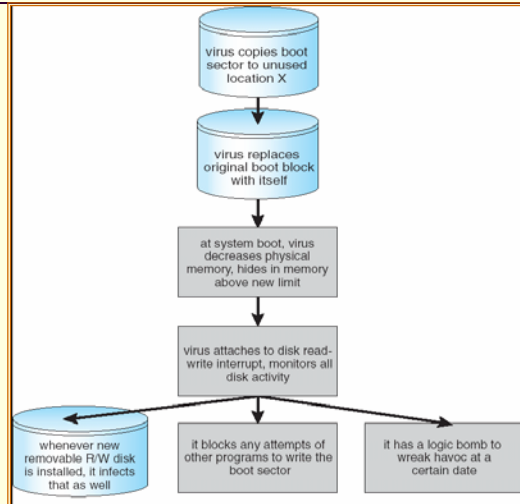 virus copies boot
sector to unused
location X
virus replaces
original boot block
with itself
at system boot, virus
decreases physical
memory, hides in memory
above new limit
virus attaches to disk read-
write interrupt, monitors all
disk activity
whenever new
removable R/W disk
is installed, it infects
that as well
it blocks any attempts of
other programs to write the
boot sector
it has a logic bomb to
wreak havoc at a
certain date